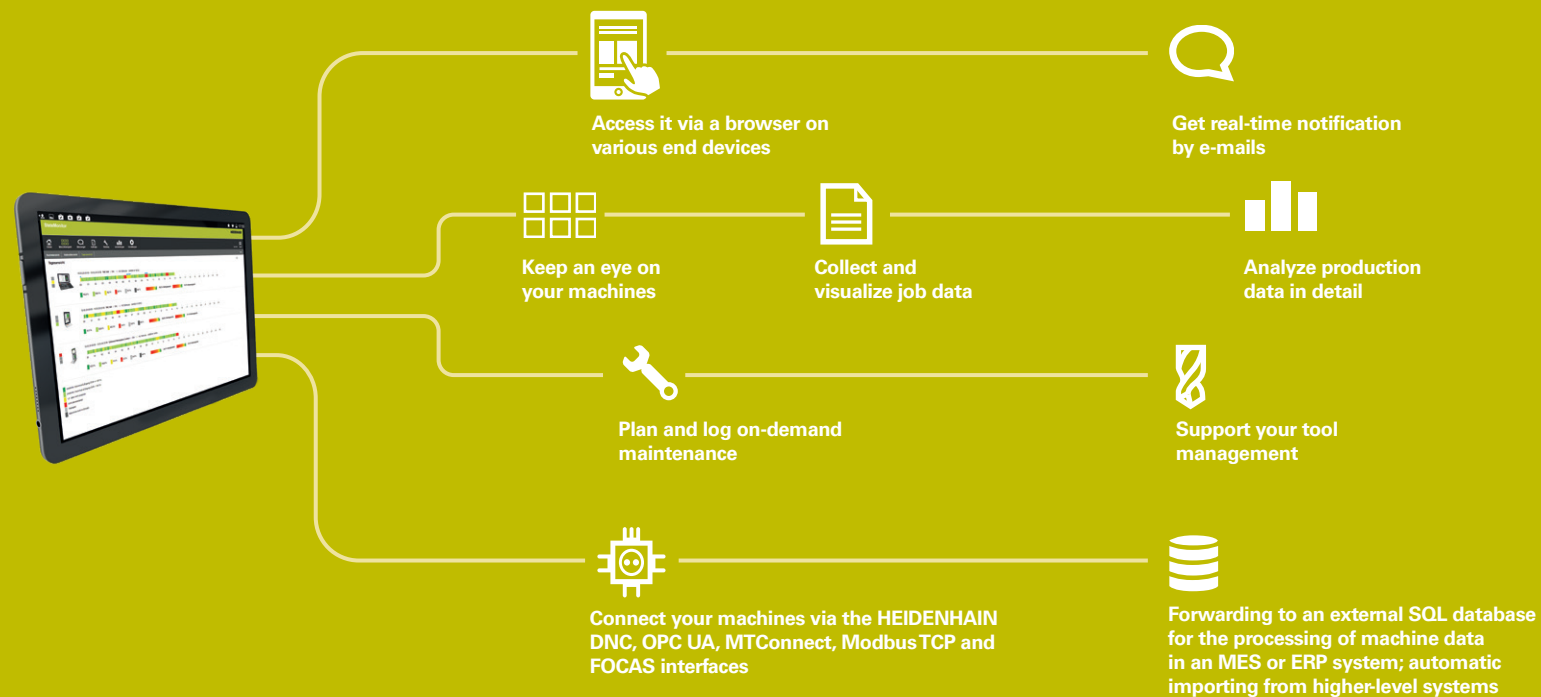 Access it via a browser on
various end devices
Get real-time notification
by e-mails
Keep an eye on
your machines
Collect and
visualize job data
Analyze production
data in detail
Plan and log on-demand
maintenance
Support your tool
management
Connect your machines via the HEIDENHAIN
DNC, OPC UA, MTConnect, Modbus TCP and
FOCAS interfaces
Forwarding to an external SQL database
for the processing of machine data
in an MES or ERP system; automatic
importing from higher-level systems